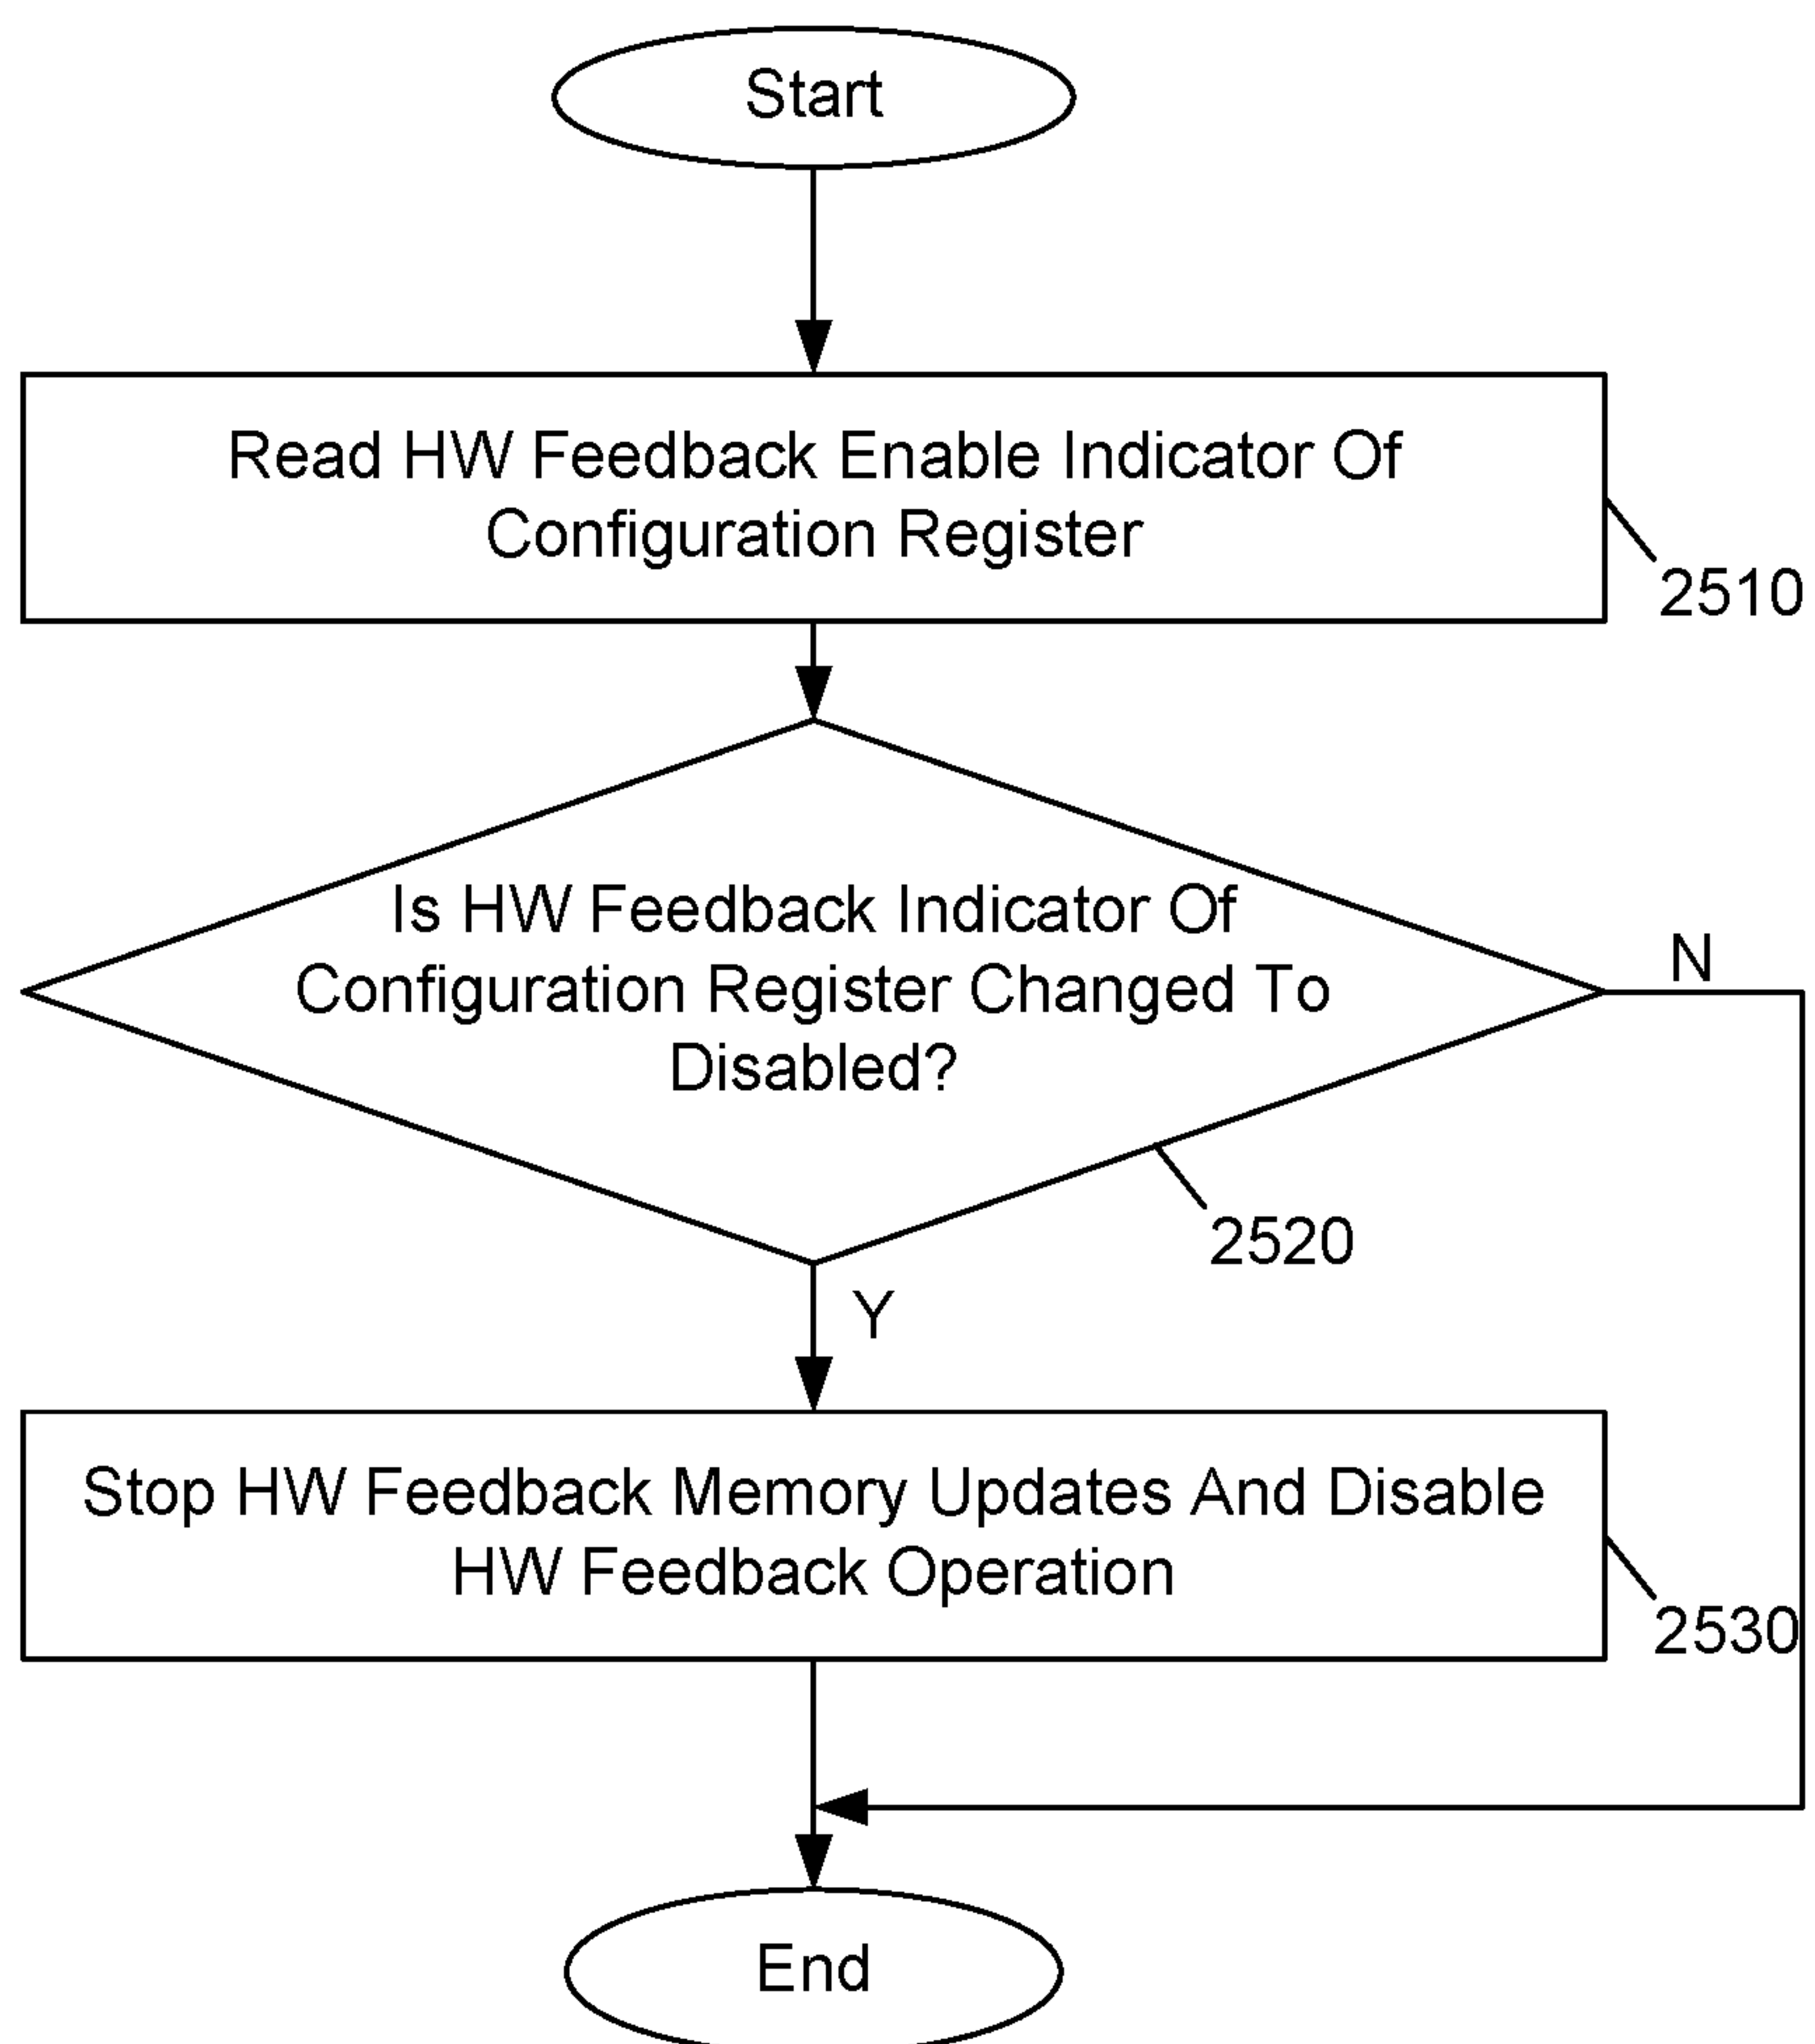 Start
Read HW Feedback Enable Indicator Of
Configuration Register
2510
Is HW Feedback Indicator Of
Configuration Register Changed To
Disabled?
N
2520
Y
Stop HW Feedback Memory Updates And Disable
HW Feedback Operation
2530
End